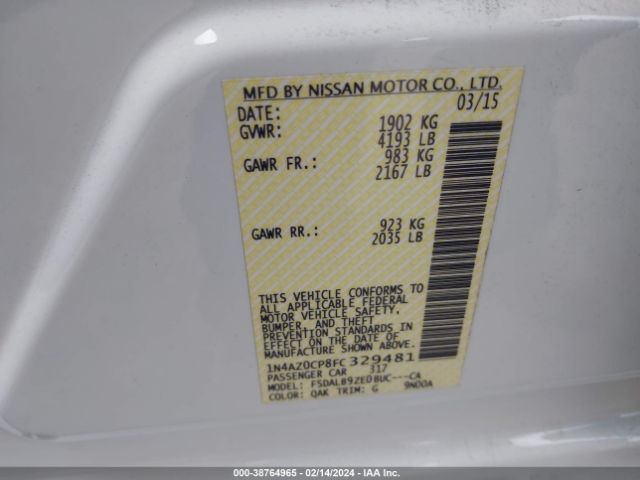 MFD BY NISSAN MOTOR CO., LTD.
DATE: 03/15
GVWR: 1902 KG
4193 LB
GAWR FR.: 983 KG
2167 LB
GAWR RR.: 923 KG
2035 LB
THIS VEHICLE CONFORMS TO
ALL APPLICABLE FEDERAL
MOTOR VEHICLE SAFETY,
BUMPER, AND THEFT
PREVENTION STANDARDS IN
EFFECT ON THE DATE OF
MANUFACTURE SHOWN ABOVE.
1N4AZ0CP8FC329481
PASSENGER CAR 317
MODEL: FSDALB9ZE0BUC---CA
COLOR: QAK TRIM: G 9N00A
000-38764965 - 02/14/2024 - IAA Inc.